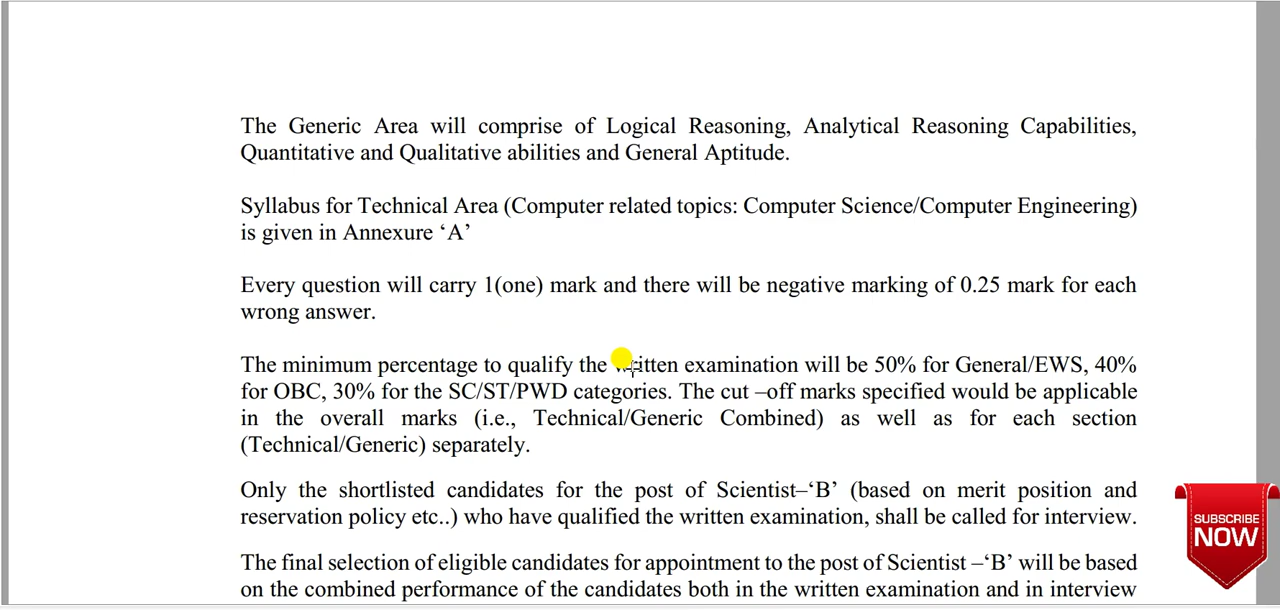 The Generic Area will comprise of Logical Reasoning, Analytical Reasoning Capabilities,
Quantitative and Qualitative abilities and General Aptitude.
Syllabus for Technical Area (Computer related topics: Computer Science/Computer Engineering)
is given in Annexure ‘A’
Every question will carry 1(one) mark and there will be negative marking of 0.25 mark for each
wrong answer.
The minimum percentage to qualify the written examination will be 50% for General/EWS, 40%
for OBC, 30% for the SC/ST/PWD categories. The cut –off marks specified would be applicable
in the overall marks (i.e., Technical/Generic Combined) as well as for each section
(Technical/Generic) separately.
Only the shortlisted candidates for the post of Scientist–‘B’ (based on merit position and
reservation policy etc..) who have qualified the written examination, shall be called for interview.
The final selection of eligible candidates for appointment to the post of Scientist –‘B’ will be based
on the combined performance of the candidates both in the written examination and in interview
SUBSCRIBE
NOW